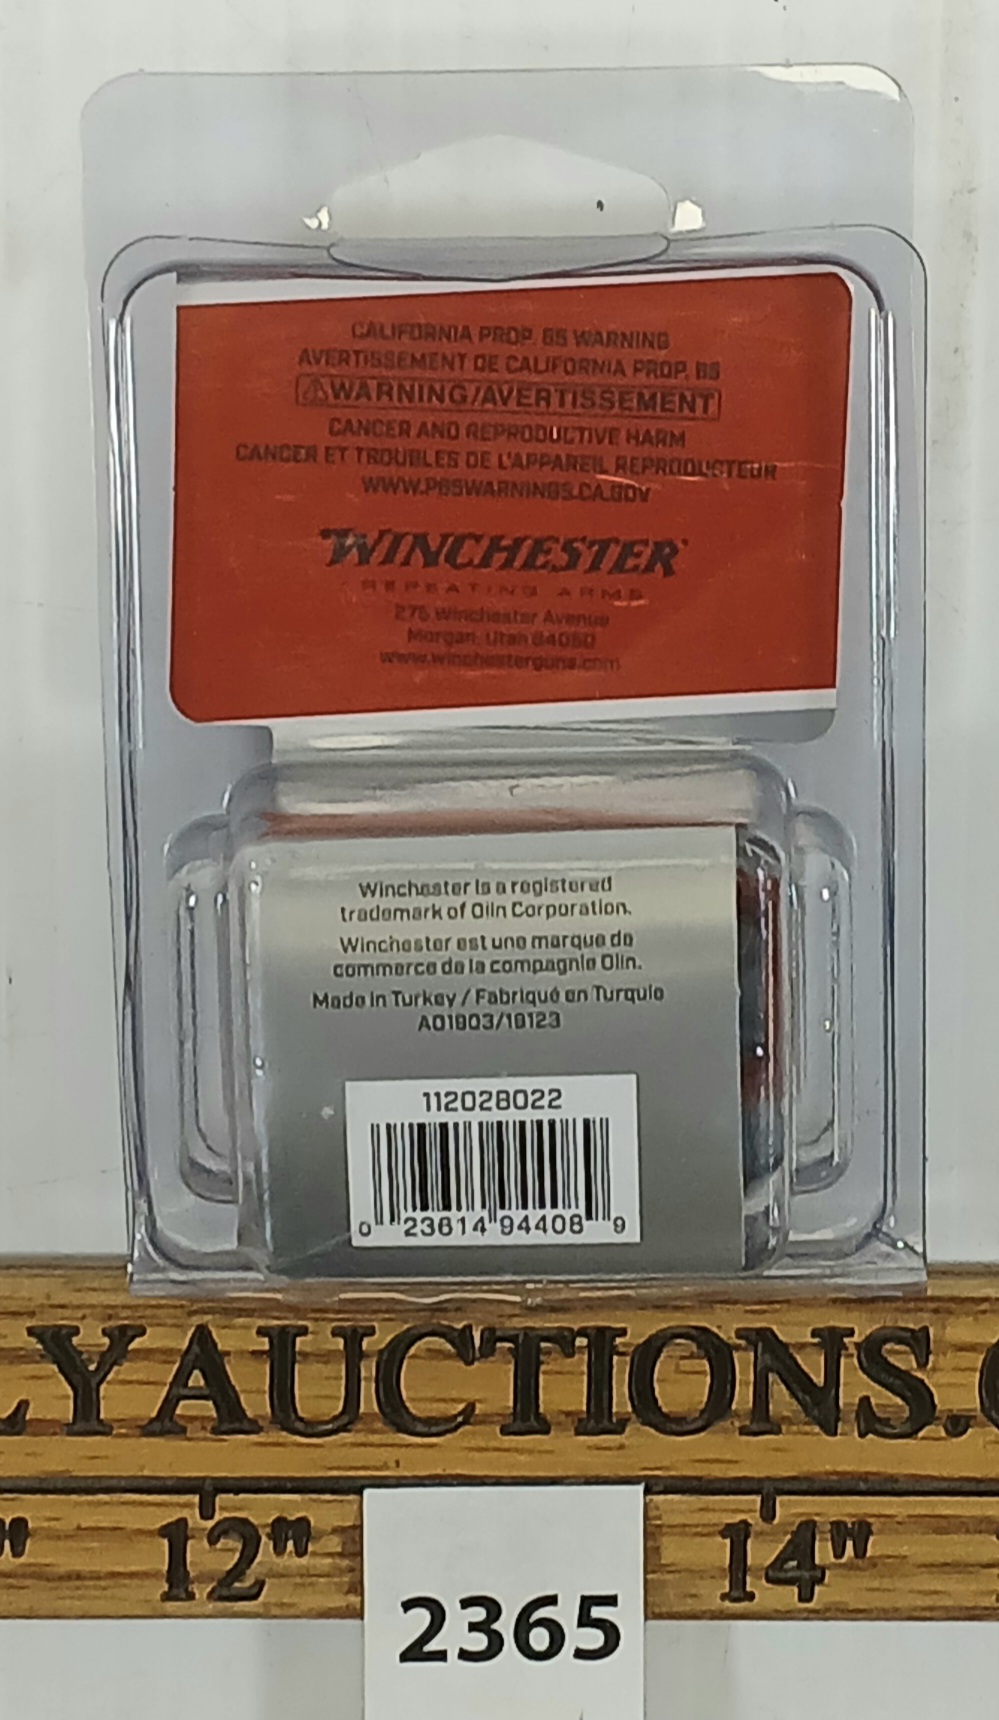 CALIFORNIA PROP. 65 WARNING
AVERTISSEMENT DE CALIFORNIA PROP. 65
⚠WARNING/AVERTISSEMENT
CANCER AND REPRODUCTIVE HARM
CANCER ET TROUBLES DE L'APPAREIL REPRODUCTEUR
WWW.P65WARNINGS.CA.GOV
WINCHESTER
REPEATING ARMS
275 Winchester Avenue
Morgan, Utah 84050
www.winchesterguns.com
Winchester is a registered
trademark of Olin Corporation.
Winchester est une marque de
commerce de la compagnie Olin.
Made in Turkey / Fabriqué en Turquie
A01903/19123
112028022
0 23614 94408 9
LYAUCTIONS.
12" 14"
2365